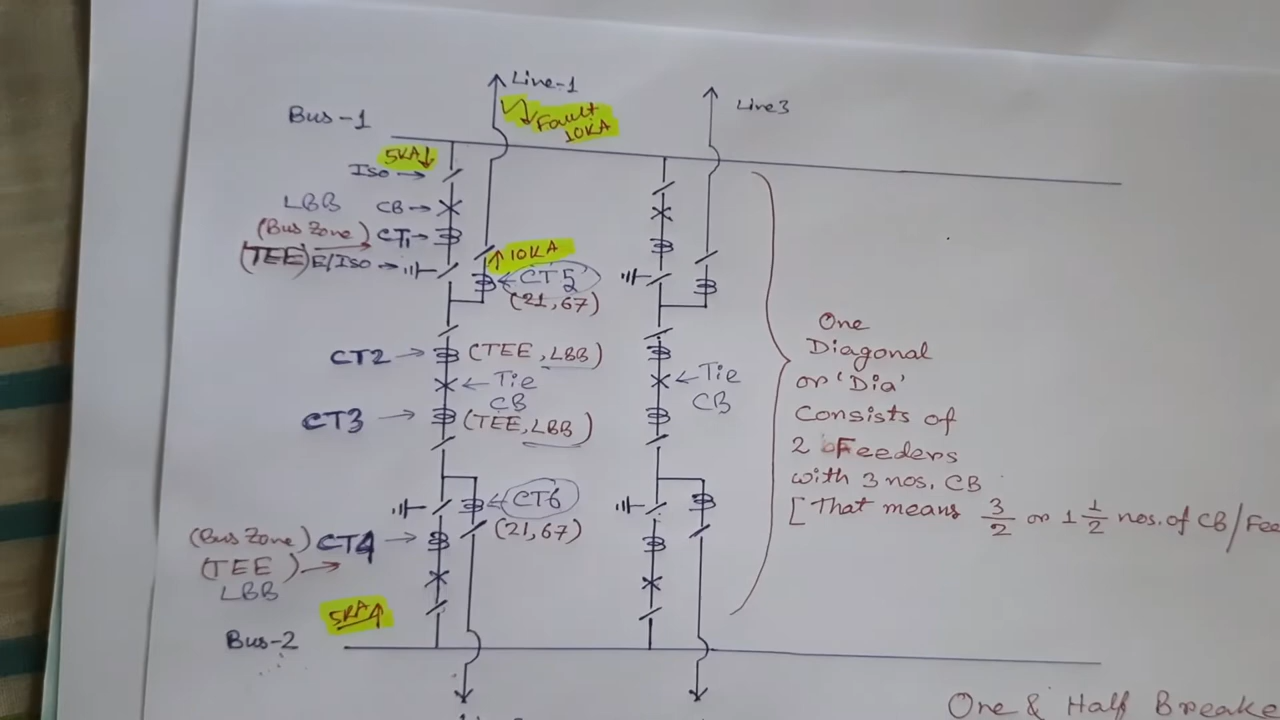 Line-1
Line3
Bus-1
Fault
10KA
5KA
Iso
LBB
CB
(Bus Zone)
CT1
(TEE)
E/Iso
10KA
CT5
(21,67)
CT2
(TEE, LBB)
Tie
CB
Tie
CB
CT3
(TEE, LBB)
One
Diagonal
or 'Dia'
Consists of
2 Feeders
with 3 nos. CB
[That means 3/2 or 1 1/2 nos. of CB/Fee
CT6
(21,67)
(Bus Zone)
CT4
(TEE )
LBB
5KA
Bus-2
One & Half Breake